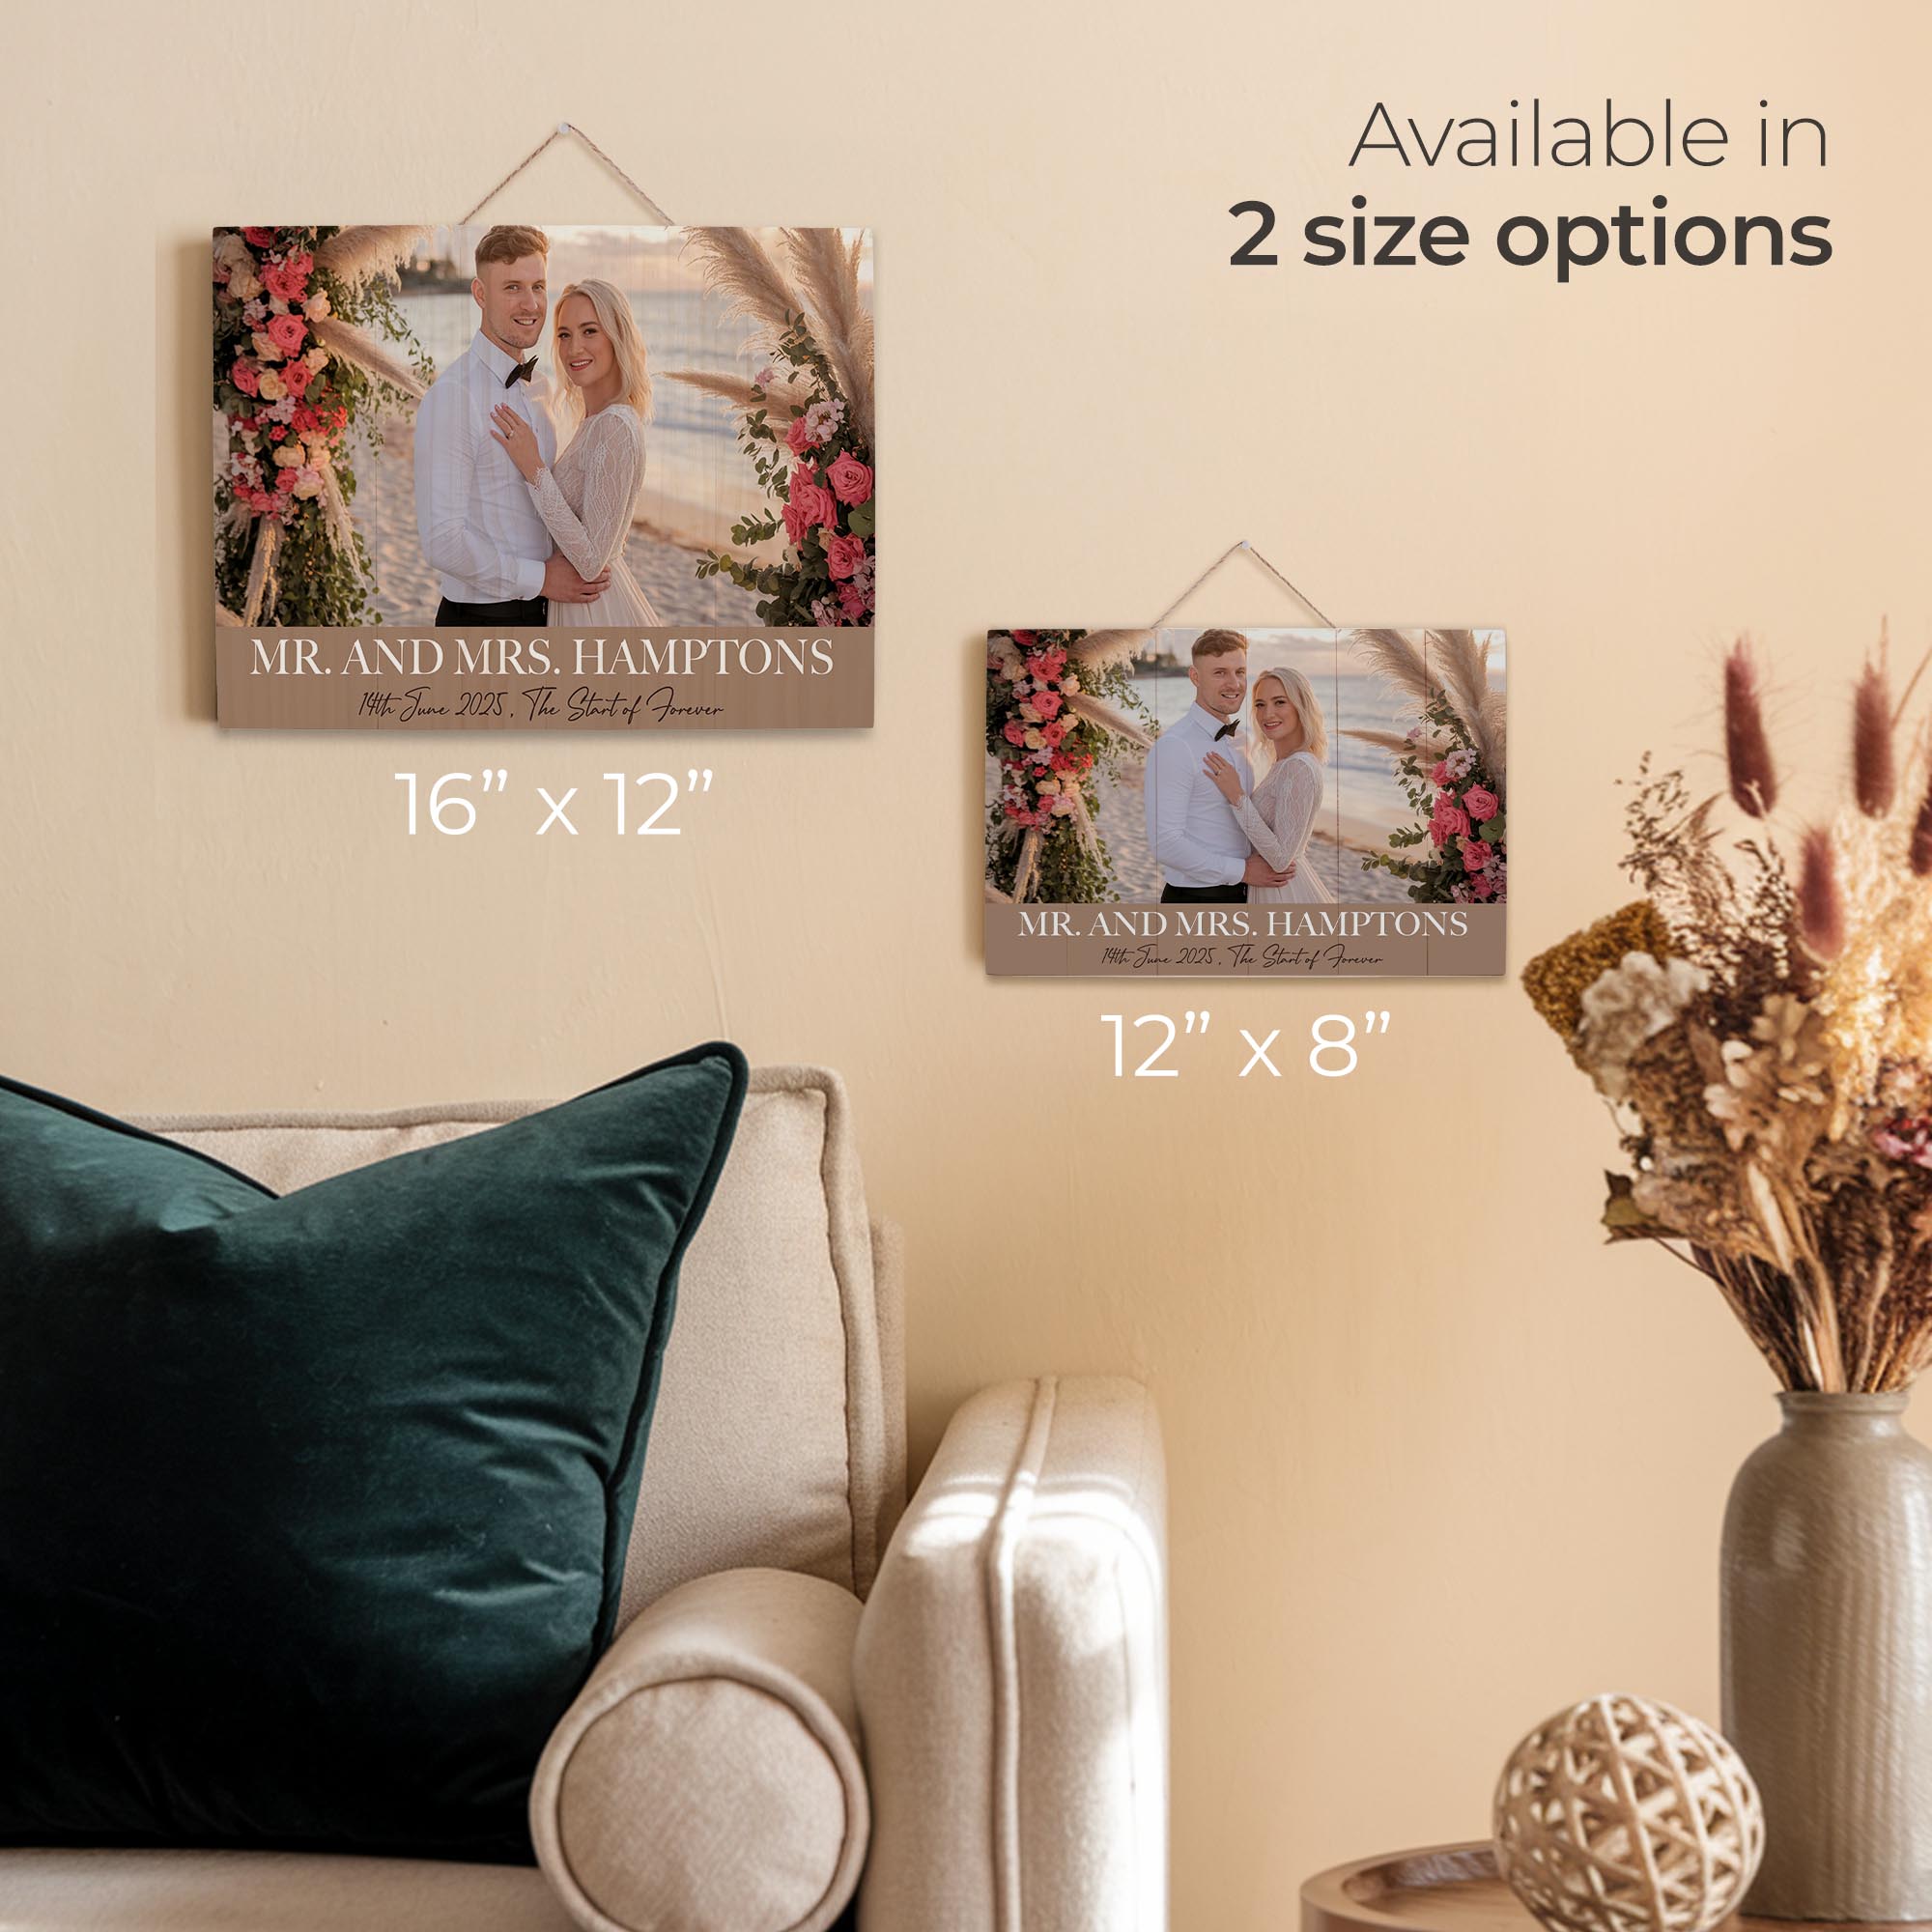 Available in
2 size options
MR. AND MRS. HAMPTONS
14th June 2025, The Start of Forever
16” x 12”
MR. AND MRS. HAMPTONS
14th June 2025, The Start of Forever
12” x 8”